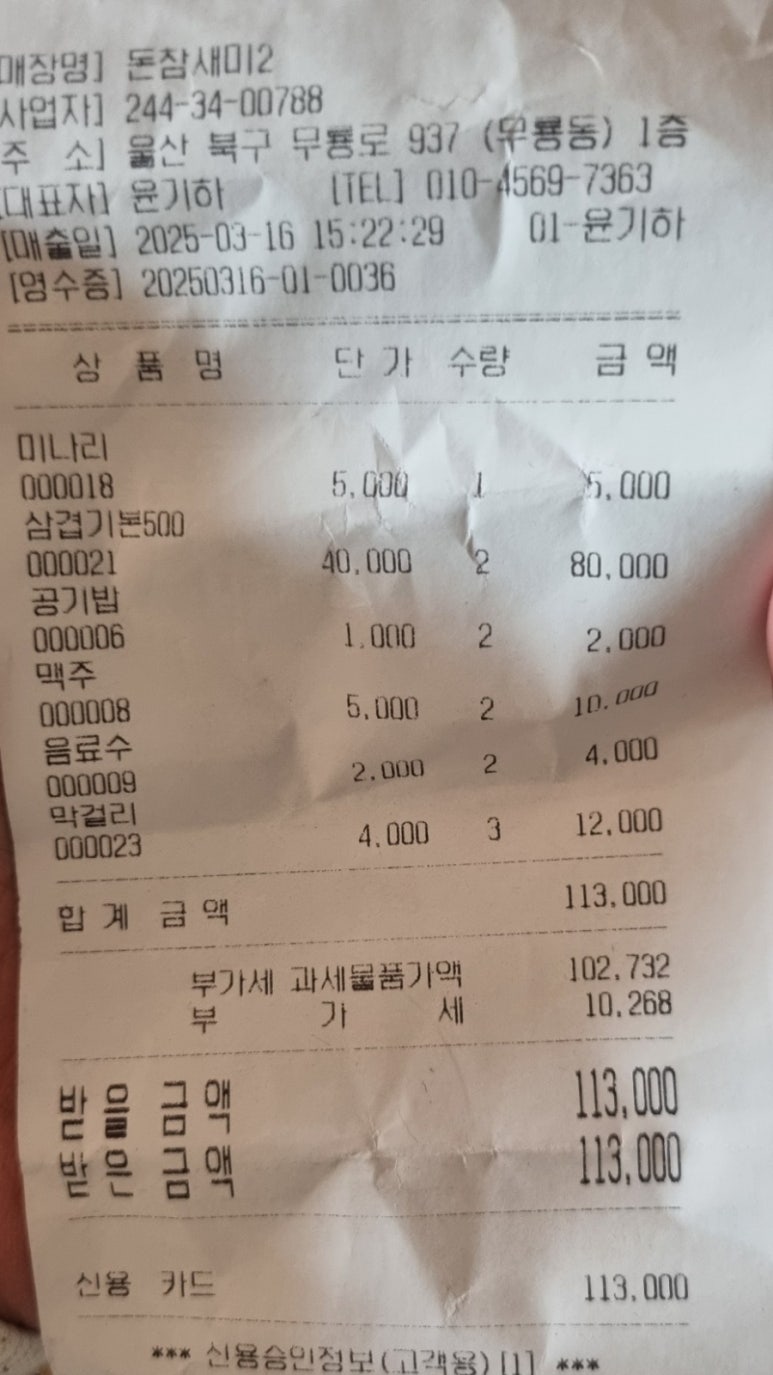 매장명] 돈참새미2
사업자] 244-34-00788
주 소] 울산 북구 무룡로 937 (무룡동) 1층
[대표자] 윤기하 [TEL] 010-4569-7363
[매출일] 2025-03-16 15:22:29 01-윤기하
[영수증] 20250316-01-0036
상 품 명 단 가 수량 금 액
미나리
000018 5,000 1 5,000
삼겹기본500
000021 40,000 2 80,000
공기밥
000006 1,000 2 2,000
맥주
000008 5,000 2 10,000
음료수
000009 2,000 2 4,000
막걸리
000023 4,000 3 12,000
합 계 금 액 113,000
부가세 과세물품가액 102,732
부 가 세 10,268
받 을 금 액 113,000
받 은 금 액 113,000
신용 카드 113,000
*** 신용승인정보(고객용)[1] ***